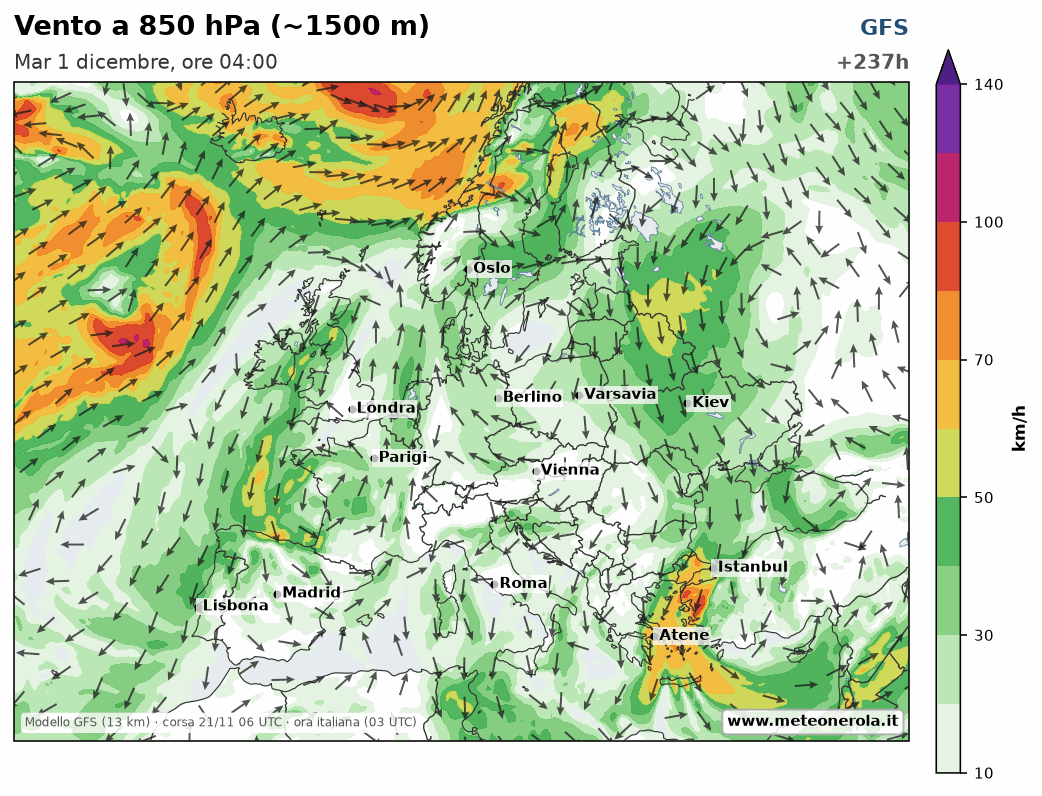 Vento a 850 hPa (~1500 m)
GFS
Mar 1 dicembre, ore 04:00
+237h
140
100
70
50
30
10
km/h
Oslo
Berlino
Varsavia
Kiev
Londra
Parigi
Vienna
Istanbul
Roma
Madrid
Lisbona
Atene
Modello GFS (13 km) · corsa 21/11 06 UTC · ora italiana (03 UTC)
www.meteonerola.it